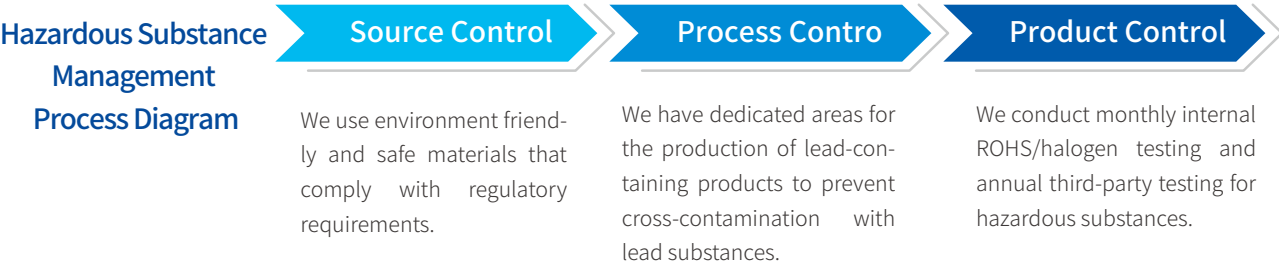 Hazardous Substance
Management
Process Diagram
Source Control
We use environment friend-
ly and safe materials that
comply with regulatory
requirements.
Process Contro
We have dedicated areas for
the production of lead-con-
taining products to prevent
cross-contamination with
lead substances.
Product Control
We conduct monthly internal
ROHS/halogen testing and
annual third-party testing for
hazardous substances.